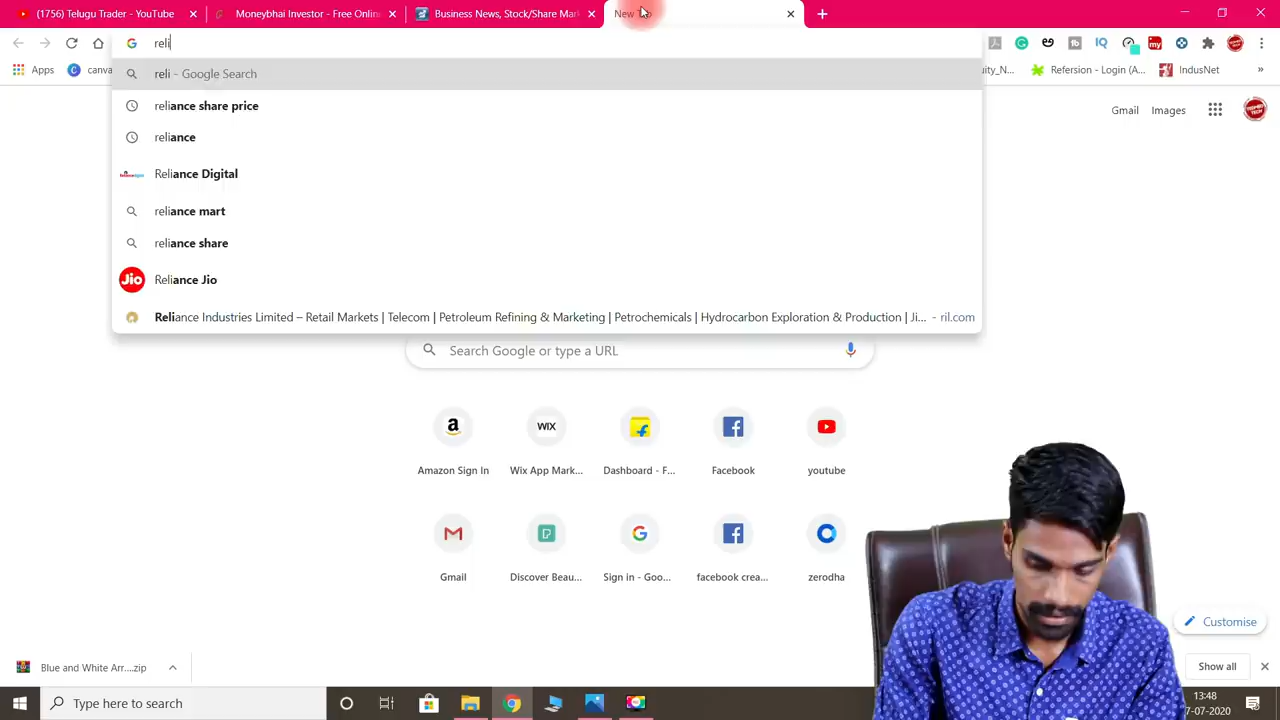 (1756) Telugu Trader - YouTube
Moneybhai Investor - Free Onlin
Business News, Stock/Share Mar
New
reli
Apps
canva
uity_N...
Refersion - Login (A...
IndusNet
»
reli - Google Search
reliance share price
reliance
Reliance Digital
reliance mart
reliance share
Jio
Reliance Jio
Reliance Industries Limited – Retail Markets | Telecom | Petroleum Refining & Marketing | Petrochemicals | Hydrocarbon Exploration & Production | Ji... - ril.com
Gmail
Images
Search Google or type a URL
WIX
Amazon Sign In
Wix App Mark...
Dashboard - F...
Facebook
youtube
Gmail
Discover Beau...
Sign in - Goo...
facebook crea...
zerodha
Customise
Blue and White Arr....zip
Show all
Type here to search
13:48
7-07-2020